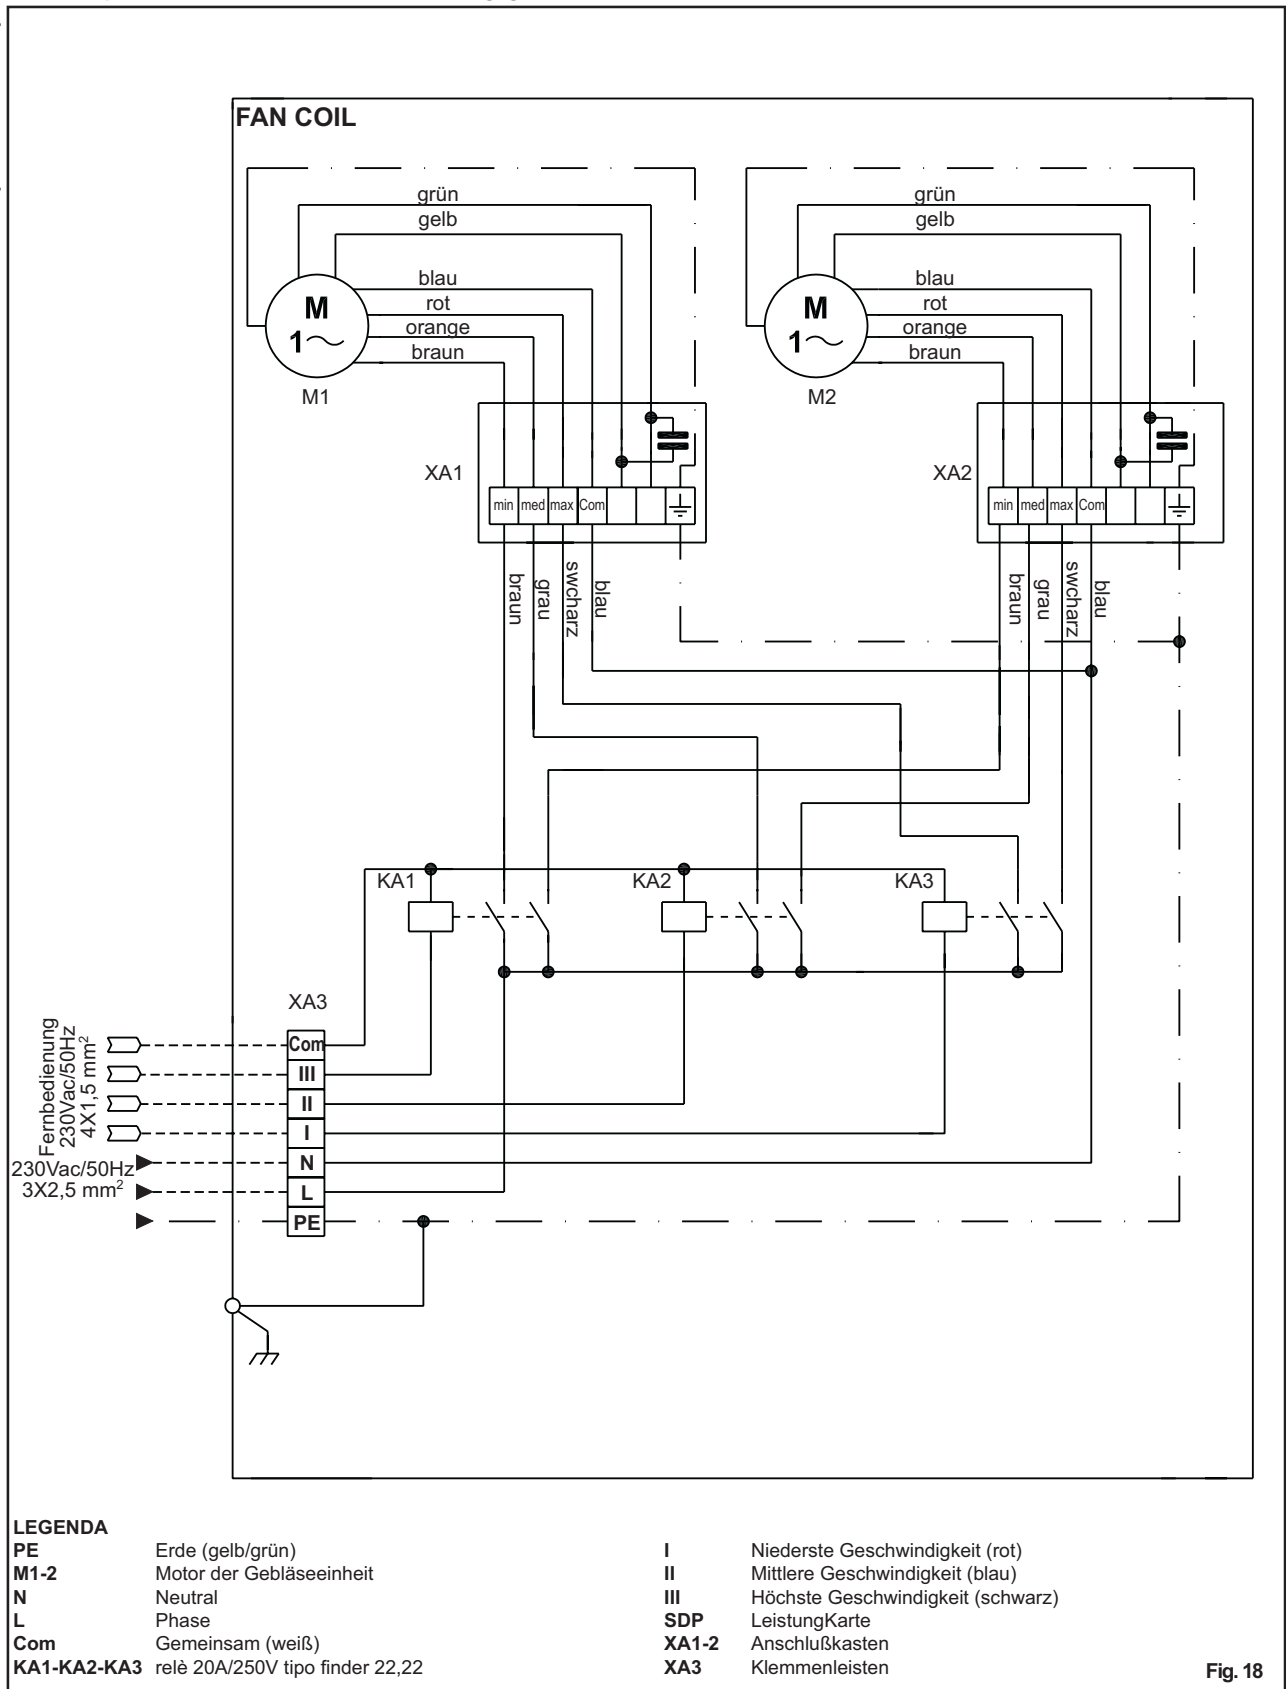 FAN COIL
grün
gelb
blau
rot
orange
braun
M
1
M1
grün
gelb
blau
rot
orange
braun
M
1
M2
XA1
min med max Com
XA2
min med max Com
braun
grau
swcharz
blau
braun
grau
swcharz
blau
KA1
KA2
KA3
XA3
Com
III
II
I
N
L
PE
Fernbedienung
230Vac/50Hz
4X1,5 mm²
230Vac/50Hz
3X2,5 mm²
LEGENDA
PE Erde (gelb/grün)
M1-2 Motor der Gebläseeinheit
N Neutral
L Phase
Com Gemeinsam (weiß)
KA1-KA2-KA3 relè 20A/250V tipo finder 22,22
I Niederste Geschwindigkeit (rot)
II Mittlere Geschwindigkeit (blau)
III Höchste Geschwindigkeit (schwarz)
SDP LeistungKarte
XA1-2 Anschlußkasten
XA3 Klemmenleisten
Fig. 18